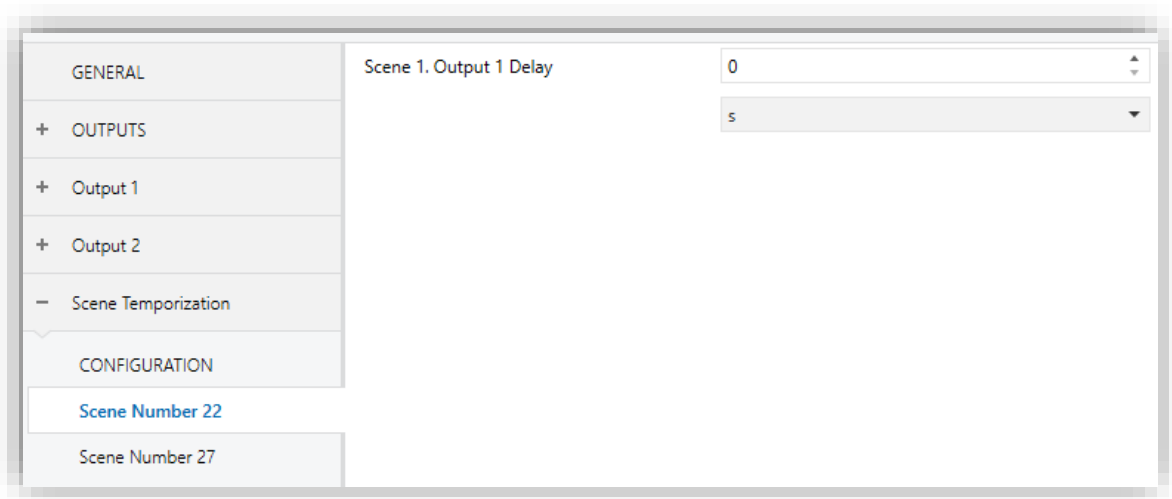 GENERAL
Scene 1. Output 1 Delay
0
+ OUTPUTS
s
+ Output 1
+ Output 2
− Scene Temporization
CONFIGURATION
Scene Number 22
Scene Number 27